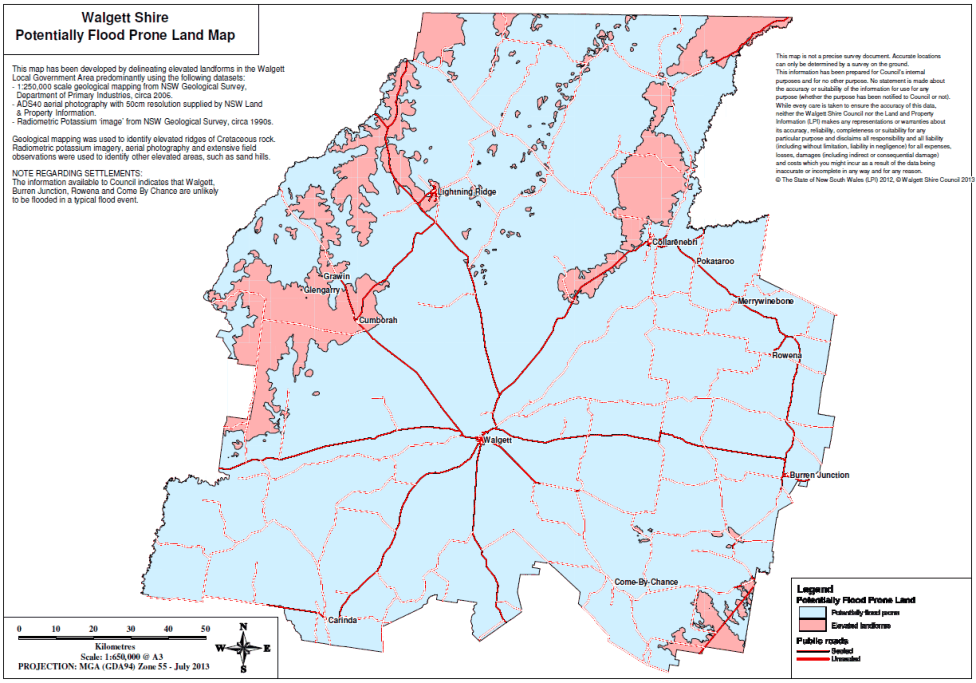 Walgett Shire
Potentially Flood Prone Land Map
This map has been developed by delineating elevated landforms in the Walgett
Local Government Area predominantly using the following datasets:
- 1:250,000 scale geological mapping from NSW Geological Survey,
Department of Primary Industries, circa 2006.
- ADS40 aerial photography with 50cm resolution supplied by NSW Land
& Property Information.
- Radiometric Potassium 'image' from NSW Geological Survey, circa 1990s.
Geological mapping was used to identify elevated ridges of Cretaceous rock.
Radiometric potassium imagery, aerial photography and extensive field
observations were used to identify other elevated areas, such as sand hills.
NOTE REGARDING SETTLEMENTS:
The information available to Council indicates that Walgett,
Burren Junction, Rowena and Come By Chance are unlikely
to be flooded in a typical flood event.
This map is not a precise survey document. Accurate locations
can only be determined by a survey on the ground.
This information has been prepared for Council's internal
purposes and for no other purpose. No statement is made about
the accuracy or suitability of the information for use for any
purpose (whether the purpose has been notified to Council or not).
While every care is taken to ensure the accuracy of this data,
neither the Walgett Shire Council nor the Land and Property
Information (LPI) makes any representations or warranties about
its accuracy, reliability, completeness or suitability for any
particular purpose and disclaims all responsibility and all liability
(including without limitation, liability in negligence) for all expenses,
losses, damages (including indirect or consequential damage)
and costs which you might incur as a result of the data being
inaccurate or incomplete in any way and for any reason.
© The State of New South Wales (LPI) 2012, © Walgett Shire Council 2013
Lightning Ridge
Collarenebri
Pokataroo
Grawin
Glengarry
Merrywinebone
Cumborah
Rowena
Walgett
Burren Junction
Come-By-Chance
Carinda
Legend
Potentially Flood Prone Land
Potentially flood prone
Elevated landforms
Public roads
Sealed
Unsealed
0 10 20 30 40 50
Kilometres
Scale: 1:650,000 @ A3
PROJECTION: MGA (GDA94) Zone 55 - July 2013
N
W E
S